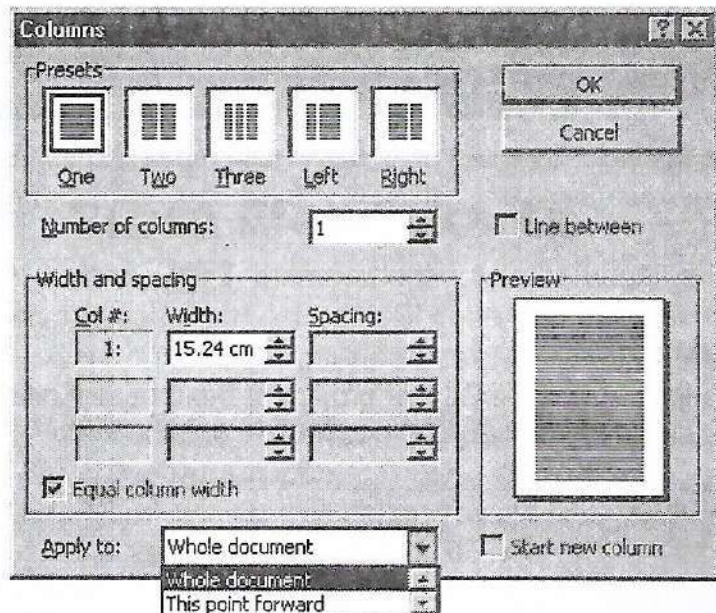 Columns
Presets
OK
Cancel
One Two Three Left Right
Number of columns: 1
Line between
Width and spacing
Preview
Col #: Width: Spacing:
1: 15.24 cm
Equal column width
Apply to: Whole document
Start new column
Whole document
This point forward